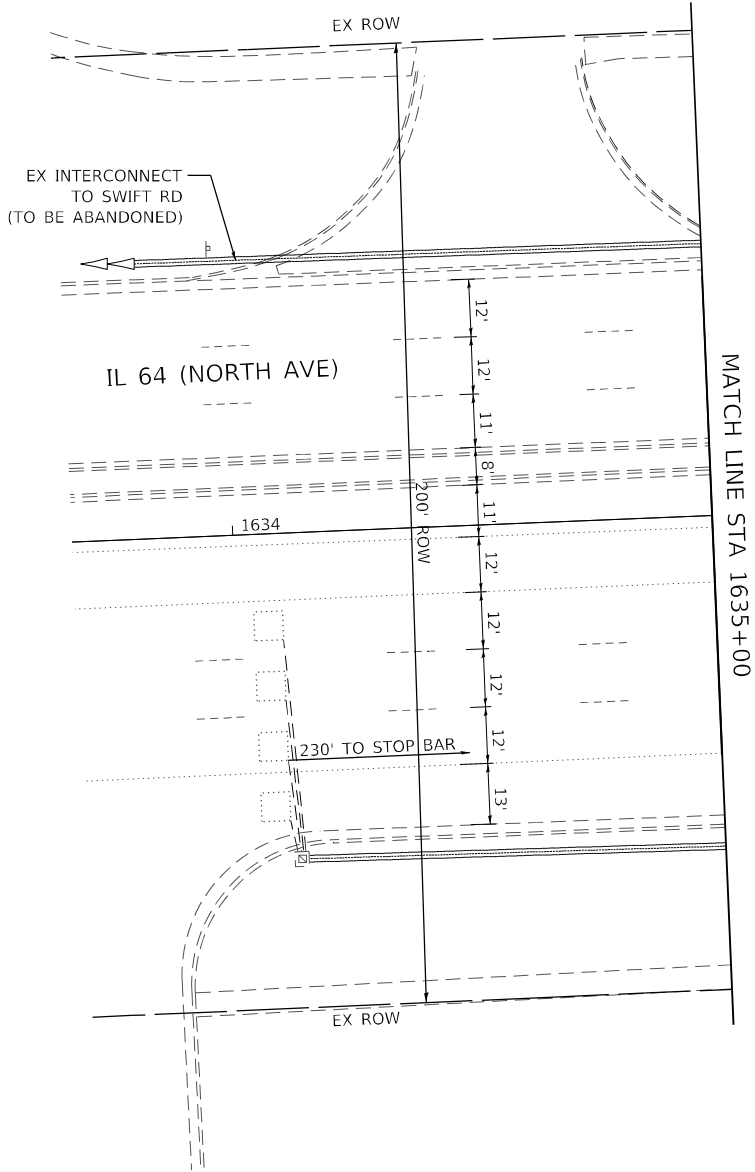 EX ROW
EX INTERCONNECT
TO SWIFT RD
(TO BE ABANDONED)
12'
IL 64 (NORTH AVE)
12'
11'
8'
200' ROW
11'
1634
12'
12'
12'
230' TO STOP BAR
12'
13'
EX ROW
MATCH LINE STA 1635+00